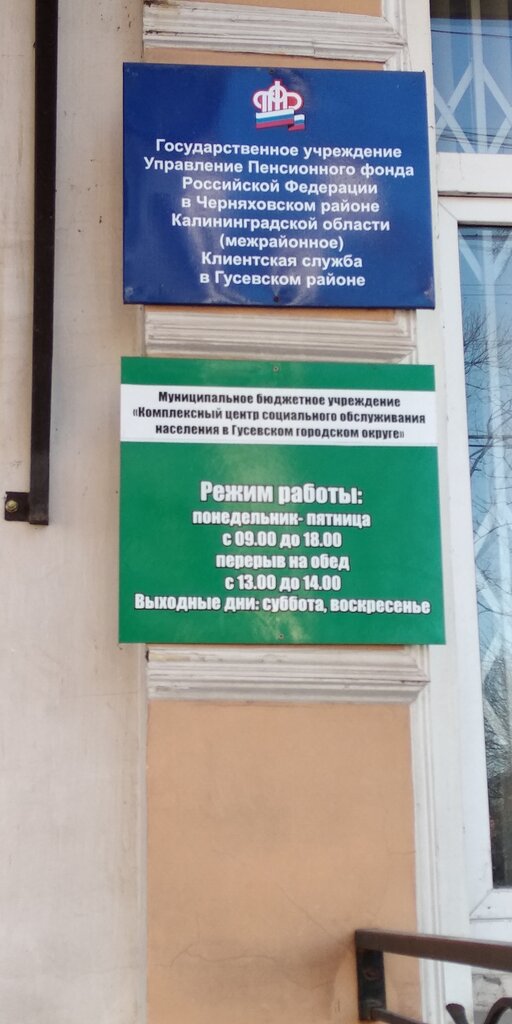 ПФР
Государственное учреждение
Управление Пенсионного фонда
Российской Федерации
в Черняховском районе
Калининградской области
(межрайонное)
Клиентская служба
в Гусевском районе
Муниципальное бюджетное учреждение
«Комплексный центр социального обслуживания
населения в Гусевском городском округе»
Режим работы:
понедельник- пятница
с 09.00 до 18.00
перерыв на обед
с 13.00 до 14.00
Выходные дни: суббота, воскресенье